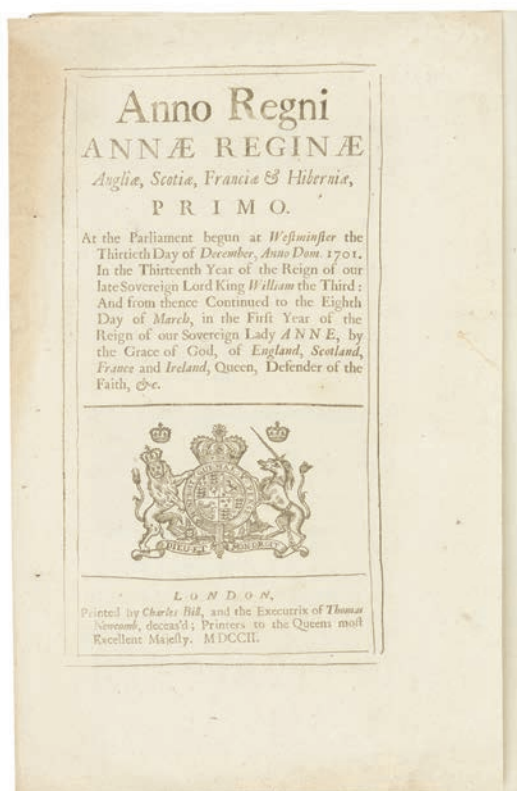 Anno Regni
ANNÆ REGINÆ
Angliæ, Scotiæ, Franciæ & Hiberniæ,
PRIMO.
At the Parliament begun at Weſtminſter the
Thirtieth Day of December, Anno Dom. 1701.
In the Thirteenth Year of the Reign of our
late Sovereign Lord King William the Third:
And from thence Continued to the Eighth
Day of March, in the Firſt Year of the
Reign of our Sovereign Lady ANNE, by
the Grace of God, of England, Scotland,
France and Ireland, Queen, Defender of the
Faith, &c.
DIEU ET MON DROIT
LONDON,
Printed by Charles Bill, and the Executrix of Thomas
Newcomb, deceas'd; Printers to the Queens moſt
Excellent Majeſty. MDCCII.